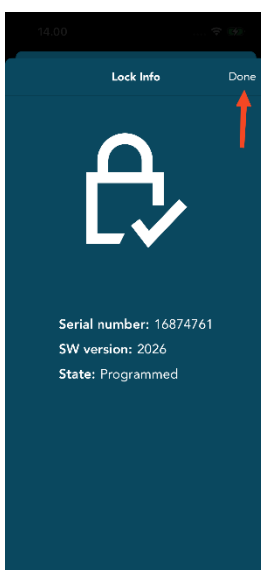 14.00
Lock Info
Done
Serial number: 16874761
SW version: 2026
State: Programmed